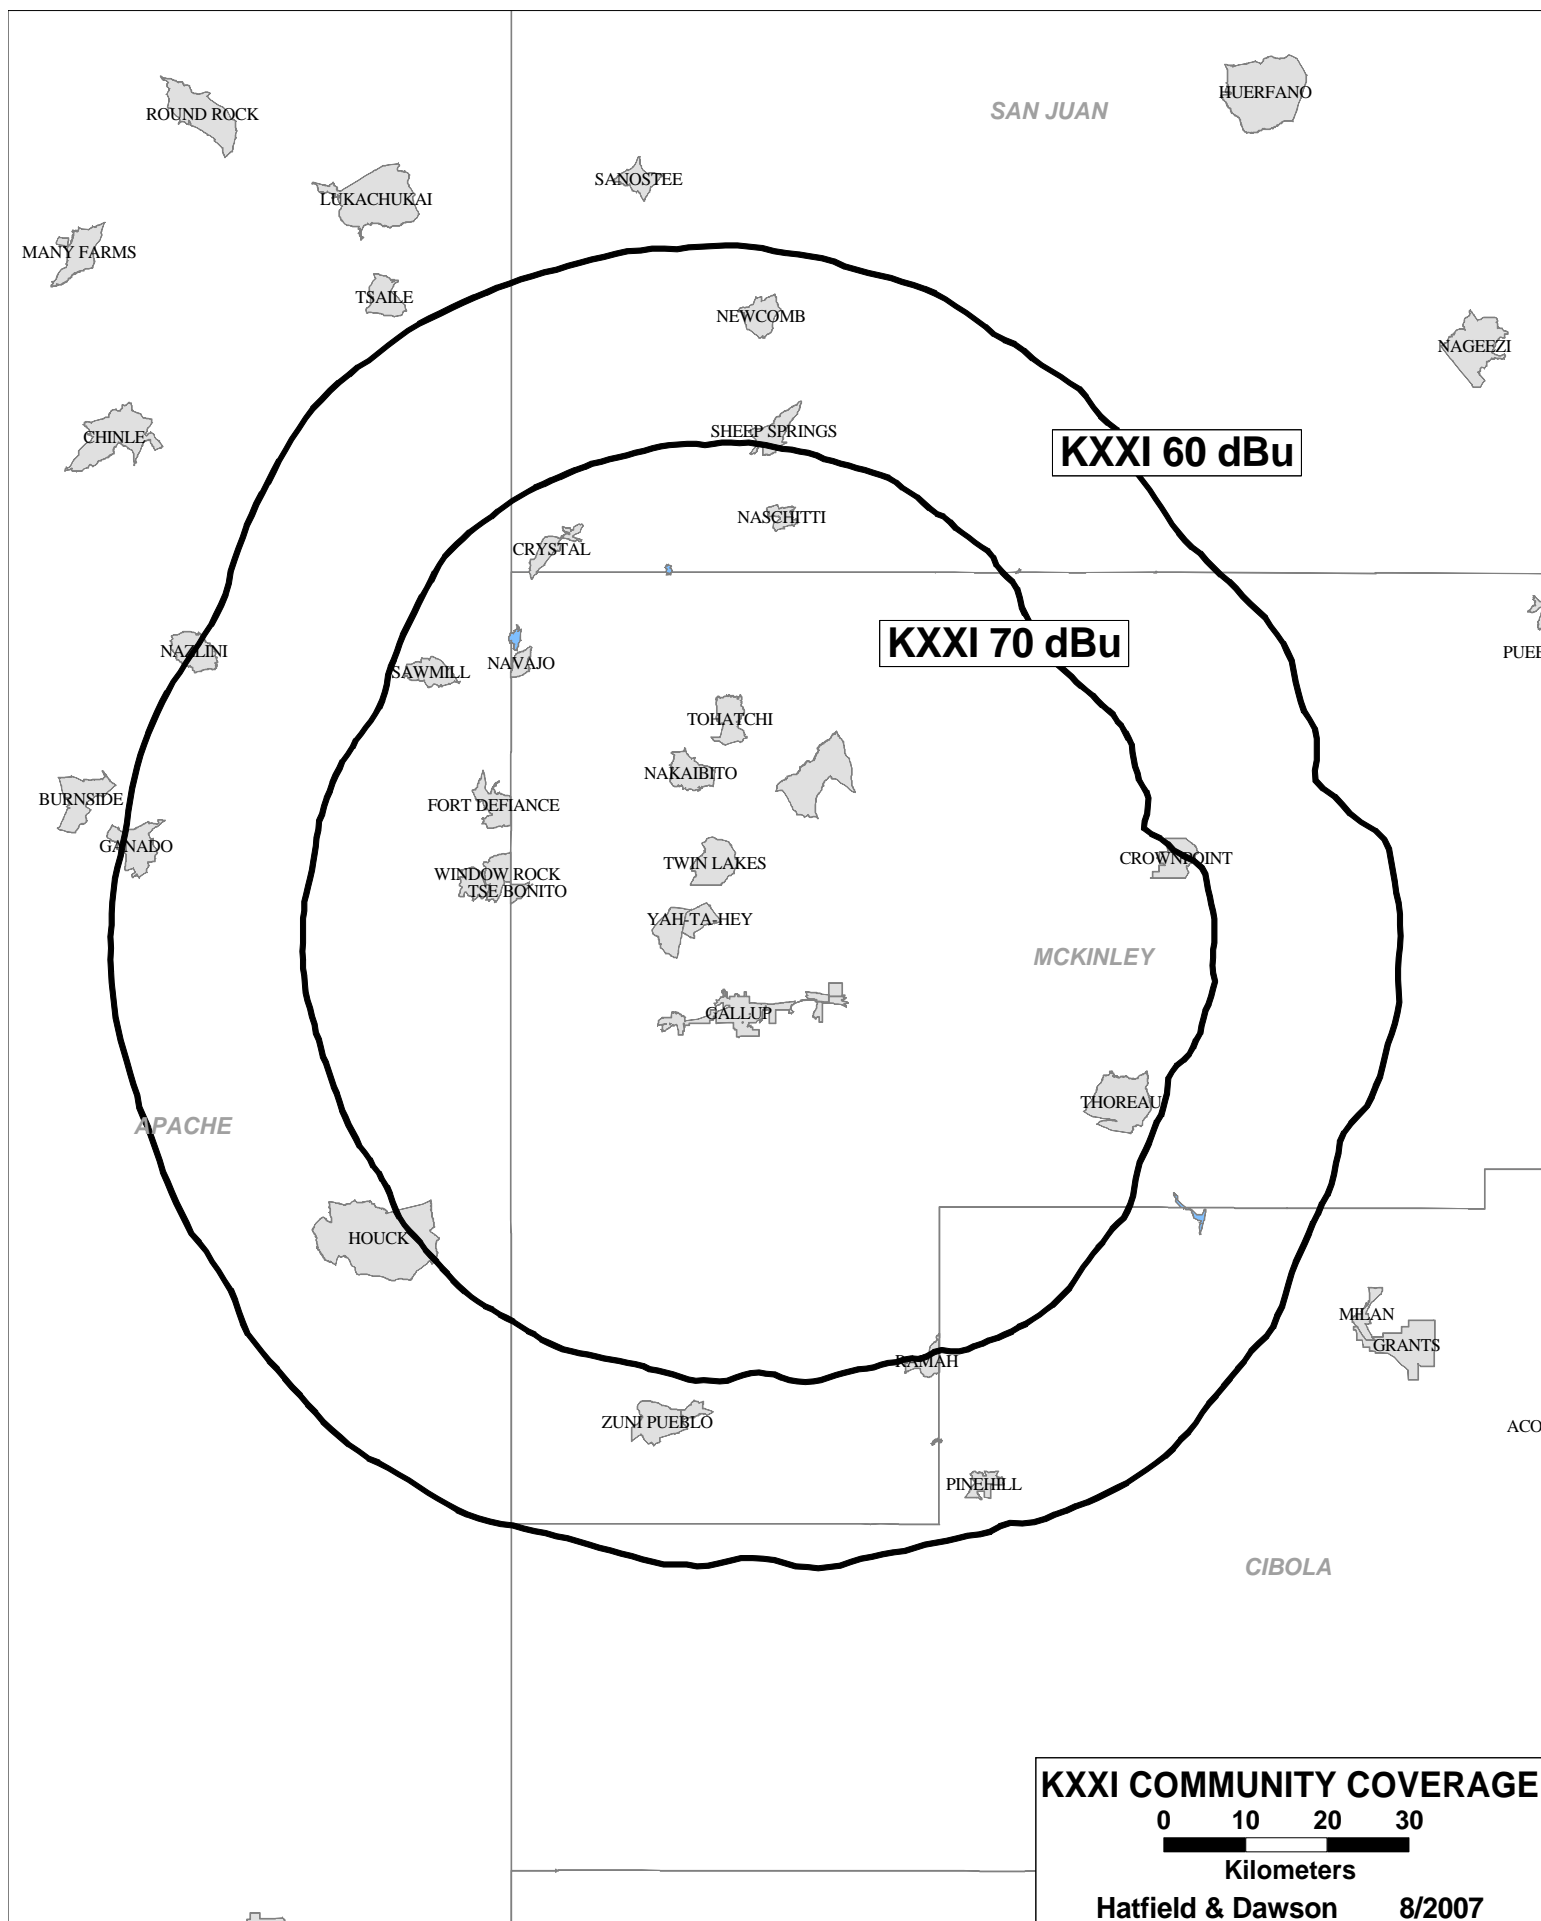 HUERFANO
SAN JUAN
ROUND ROCK
SANOSTEE
LUKACHUKAI
MANY FARMS
TSAILE
NEWCOMB
NAGEEZI
SHEEP SPRINGS
CHINLE
KXXI 60 dBu
NASCHITTI
CRYSTAL
KXXI 70 dBu
NAZLINI
PUEB
NAVAJO
SAWMILL
TOHATCHI
NAKAIBITO
BURNSIDE
FORT DEFIANCE
GANADO
CROWNPOINT
TWIN LAKES
WINDOW ROCK
TSE BONITO
YAH-TA-HEY
MCKINLEY
GALLUP
THOREAU
APACHE
HOUCK
MILAN
GRANTS
RAMAH
ZUNI PUEBLO
ACO
PINEHILL
CIBOLA
KXXI COMMUNITY COVERAGE
0 10 20 30
Kilometers
Hatfield & Dawson 8/2007